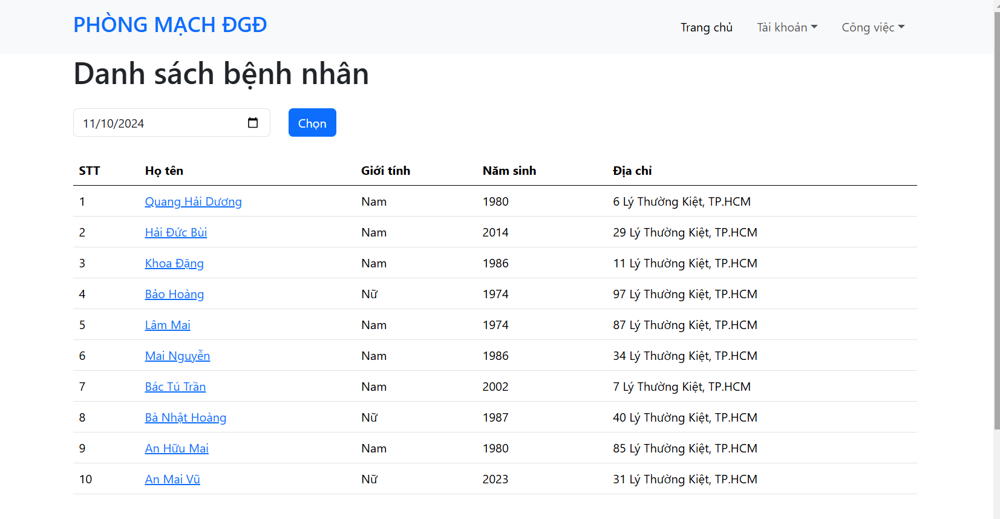 PHÒNG MẠCH ĐGĐ
Trang chủ Tài khoản Công việc
Danh sách bệnh nhân
11/10/2024 Chọn
STT Họ tên Giới tính Năm sinh Địa chỉ
1 Quang Hải Dương Nam 1980 6 Lý Thường Kiệt, TP.HCM
2 Hải Đức Bùi Nam 2014 29 Lý Thường Kiệt, TP.HCM
3 Khoa Đặng Nam 1986 11 Lý Thường Kiệt, TP.HCM
4 Bảo Hoàng Nữ 1974 97 Lý Thường Kiệt, TP.HCM
5 Lâm Mai Nam 1974 87 Lý Thường Kiệt, TP.HCM
6 Mai Nguyễn Nam 1986 34 Lý Thường Kiệt, TP.HCM
7 Bác Tú Trần Nam 2002 7 Lý Thường Kiệt, TP.HCM
8 Bà Nhật Hoàng Nữ 1987 40 Lý Thường Kiệt, TP.HCM
9 An Hữu Mai Nam 1980 85 Lý Thường Kiệt, TP.HCM
10 An Mai Vũ Nữ 2023 31 Lý Thường Kiệt, TP.HCM